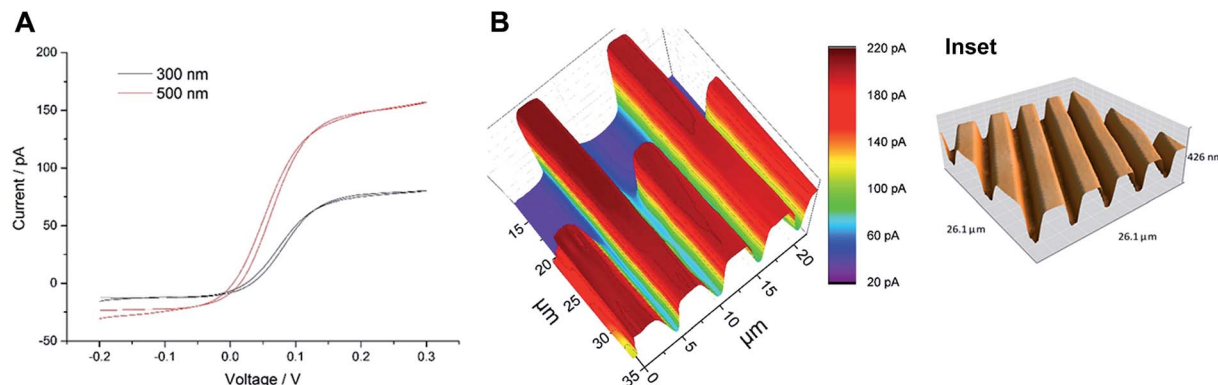 A
200
150
100
50
0
-50
Current / pA
300 nm
500 nm
-0.2
-0.1
0.0
0.1
0.2
0.3
Voltage / V
B
15
20
25
30
35
µm
0
5
10
15
20
µm
220 pA
180 pA
140 pA
100 pA
60 pA
20 pA
Inset
426 nm
26.1 µm
26.1 µm